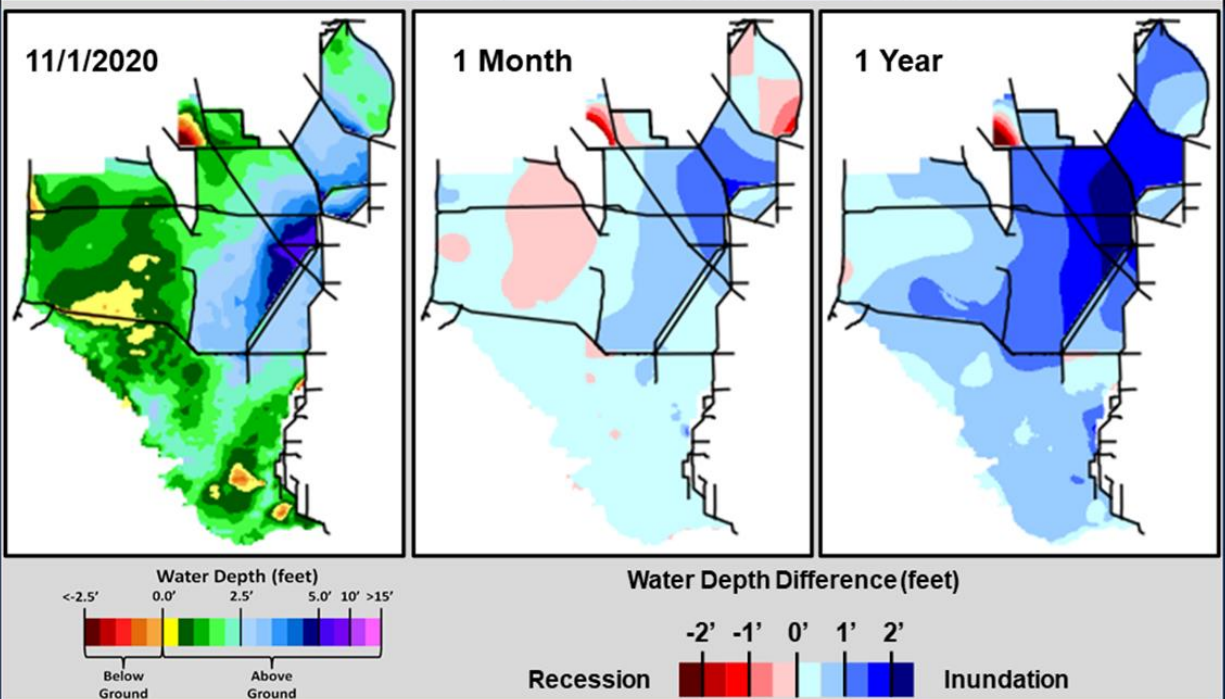 11/1/2020
1 Month
1 Year
Water Depth (feet)
<-2.5' 0.0' 2.5' 5.0' 10' >15'
Below
Ground
Above
Ground
Water Depth Difference (feet)
-2’ -1’ 0’ 1’ 2’
Recession
Inundation